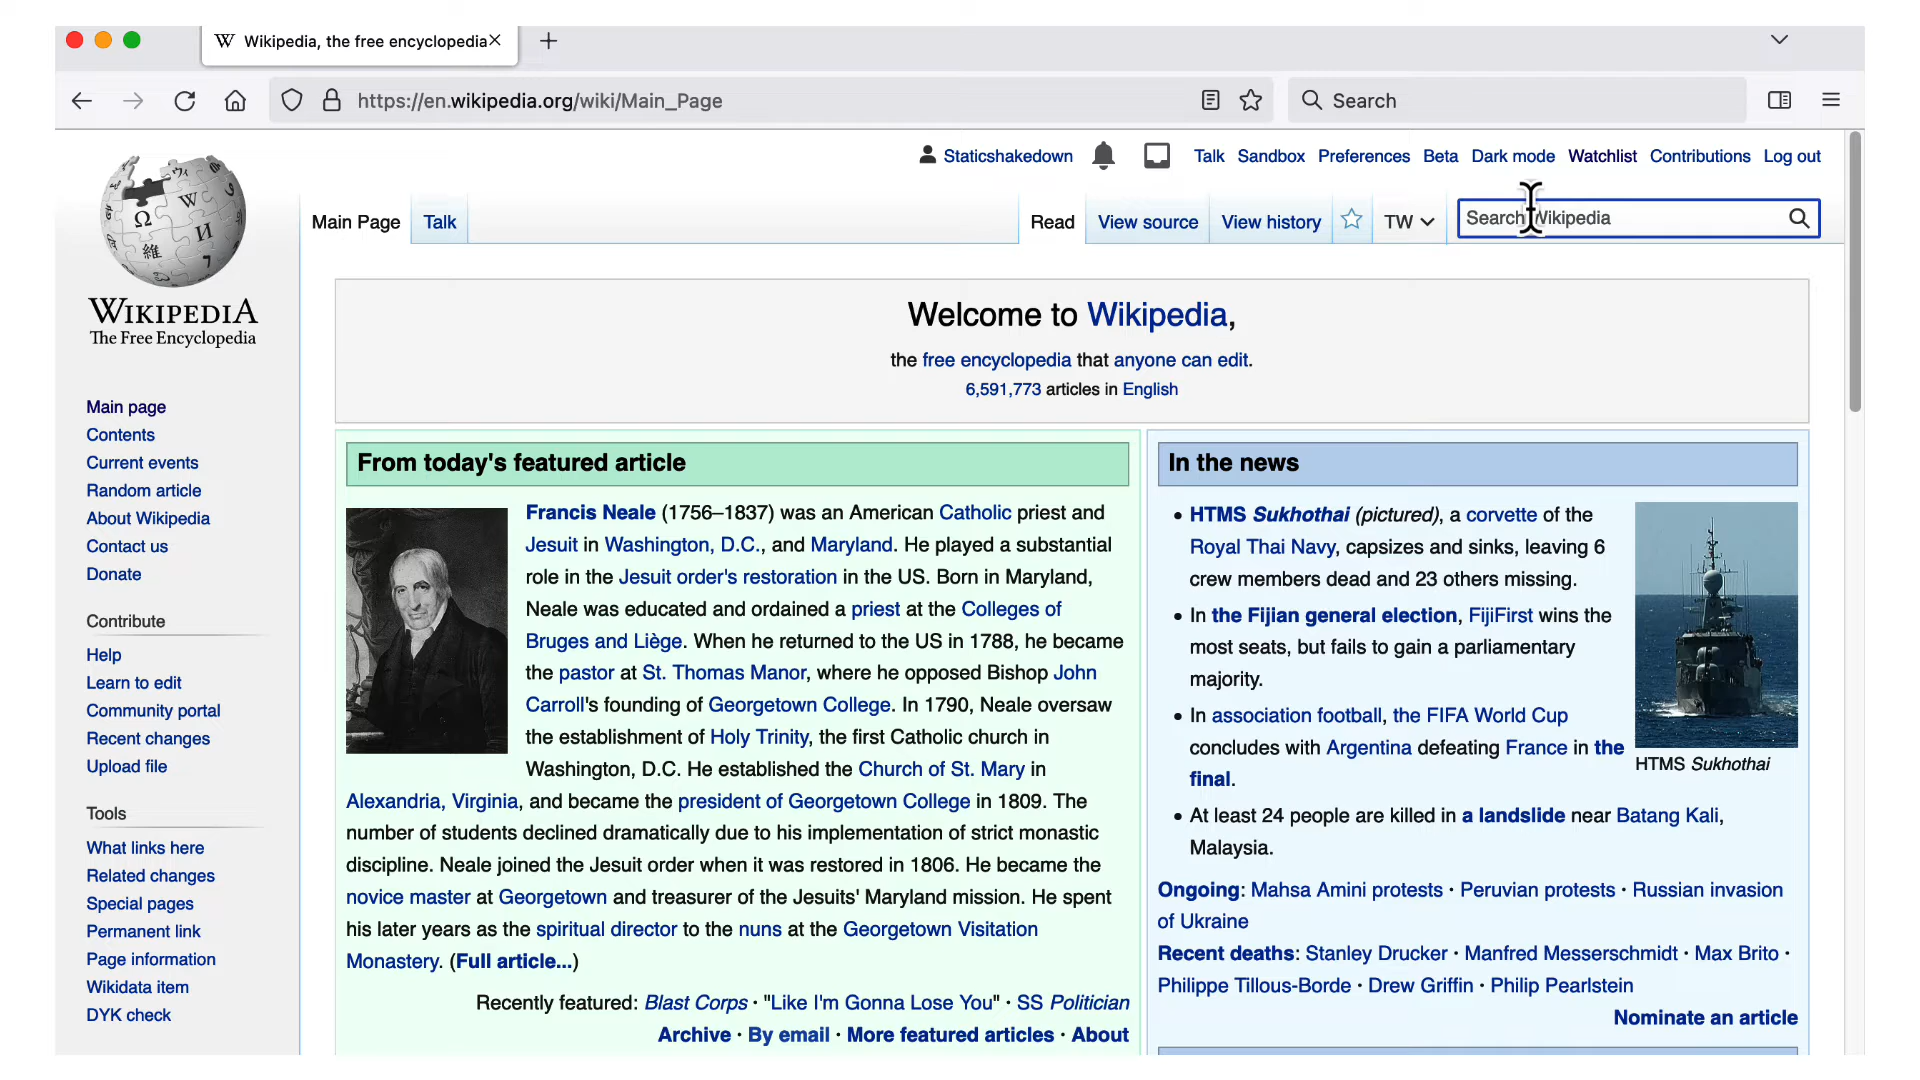 Wikipedia, the free encyclopedia
https://en.wikipedia.org/wiki/Main_Page
Search
Staticshakedown Talk Sandbox Preferences Beta Dark mode Watchlist Contributions Log out
Main Page Talk Read View source View history TW Search Wikipedia
WIKIPEDIA
The Free Encyclopedia
Main page
Contents
Current events
Random article
About Wikipedia
Contact us
Donate
Contribute
Help
Learn to edit
Community portal
Recent changes
Upload file
Tools
What links here
Related changes
Special pages
Permanent link
Page information
Wikidata item
DYK check
Welcome to Wikipedia,
the free encyclopedia that anyone can edit.
6,591,773 articles in English
From today's featured article
Francis Neale (1756–1837) was an American Catholic priest and
Jesuit in Washington, D.C., and Maryland. He played a substantial
role in the Jesuit order's restoration in the US. Born in Maryland,
Neale was educated and ordained a priest at the Colleges of
Bruges and Liège. When he returned to the US in 1788, he became
the pastor at St. Thomas Manor, where he opposed Bishop John
Carroll's founding of Georgetown College. In 1790, Neale oversaw
the establishment of Holy Trinity, the first Catholic church in
Washington, D.C. He established the Church of St. Mary in
Alexandria, Virginia, and became the president of Georgetown College in 1809. The
number of students declined dramatically due to his implementation of strict monastic
discipline. Neale joined the Jesuit order when it was restored in 1806. He became the
novice master at Georgetown and treasurer of the Jesuits' Maryland mission. He spent
his later years as the spiritual director to the nuns at the Georgetown Visitation
Monastery. (Full article...)
Recently featured: Blast Corps · "Like I'm Gonna Lose You" · SS Politician
Archive · By email · More featured articles · About
In the news
• HTMS Sukhothai (pictured), a corvette of the
Royal Thai Navy, capsizes and sinks, leaving 6
crew members dead and 23 others missing.
• In the Fijian general election, FijiFirst wins the
most seats, but fails to gain a parliamentary
majority.
• In association football, the FIFA World Cup
concludes with Argentina defeating France in the
final.
• At least 24 people are killed in a landslide near Batang Kali,
Malaysia.
HTMS Sukhothai
Ongoing: Mahsa Amini protests · Peruvian protests · Russian invasion
of Ukraine
Recent deaths: Stanley Drucker · Manfred Messerschmidt · Max Brito ·
Philippe Tillous-Borde · Drew Griffin · Philip Pearlstein
Nominate an article